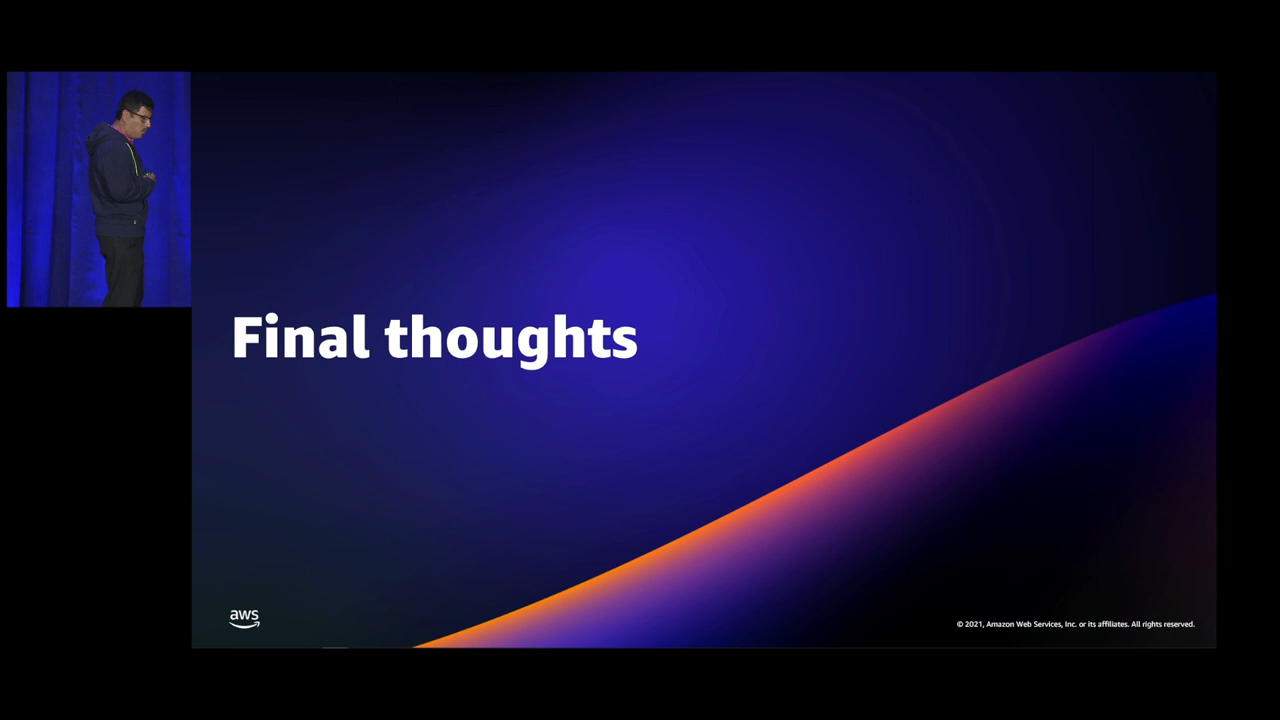 Final thoughts
aws
© 2021, Amazon Web Services, Inc. or its affiliates. All rights reserved.